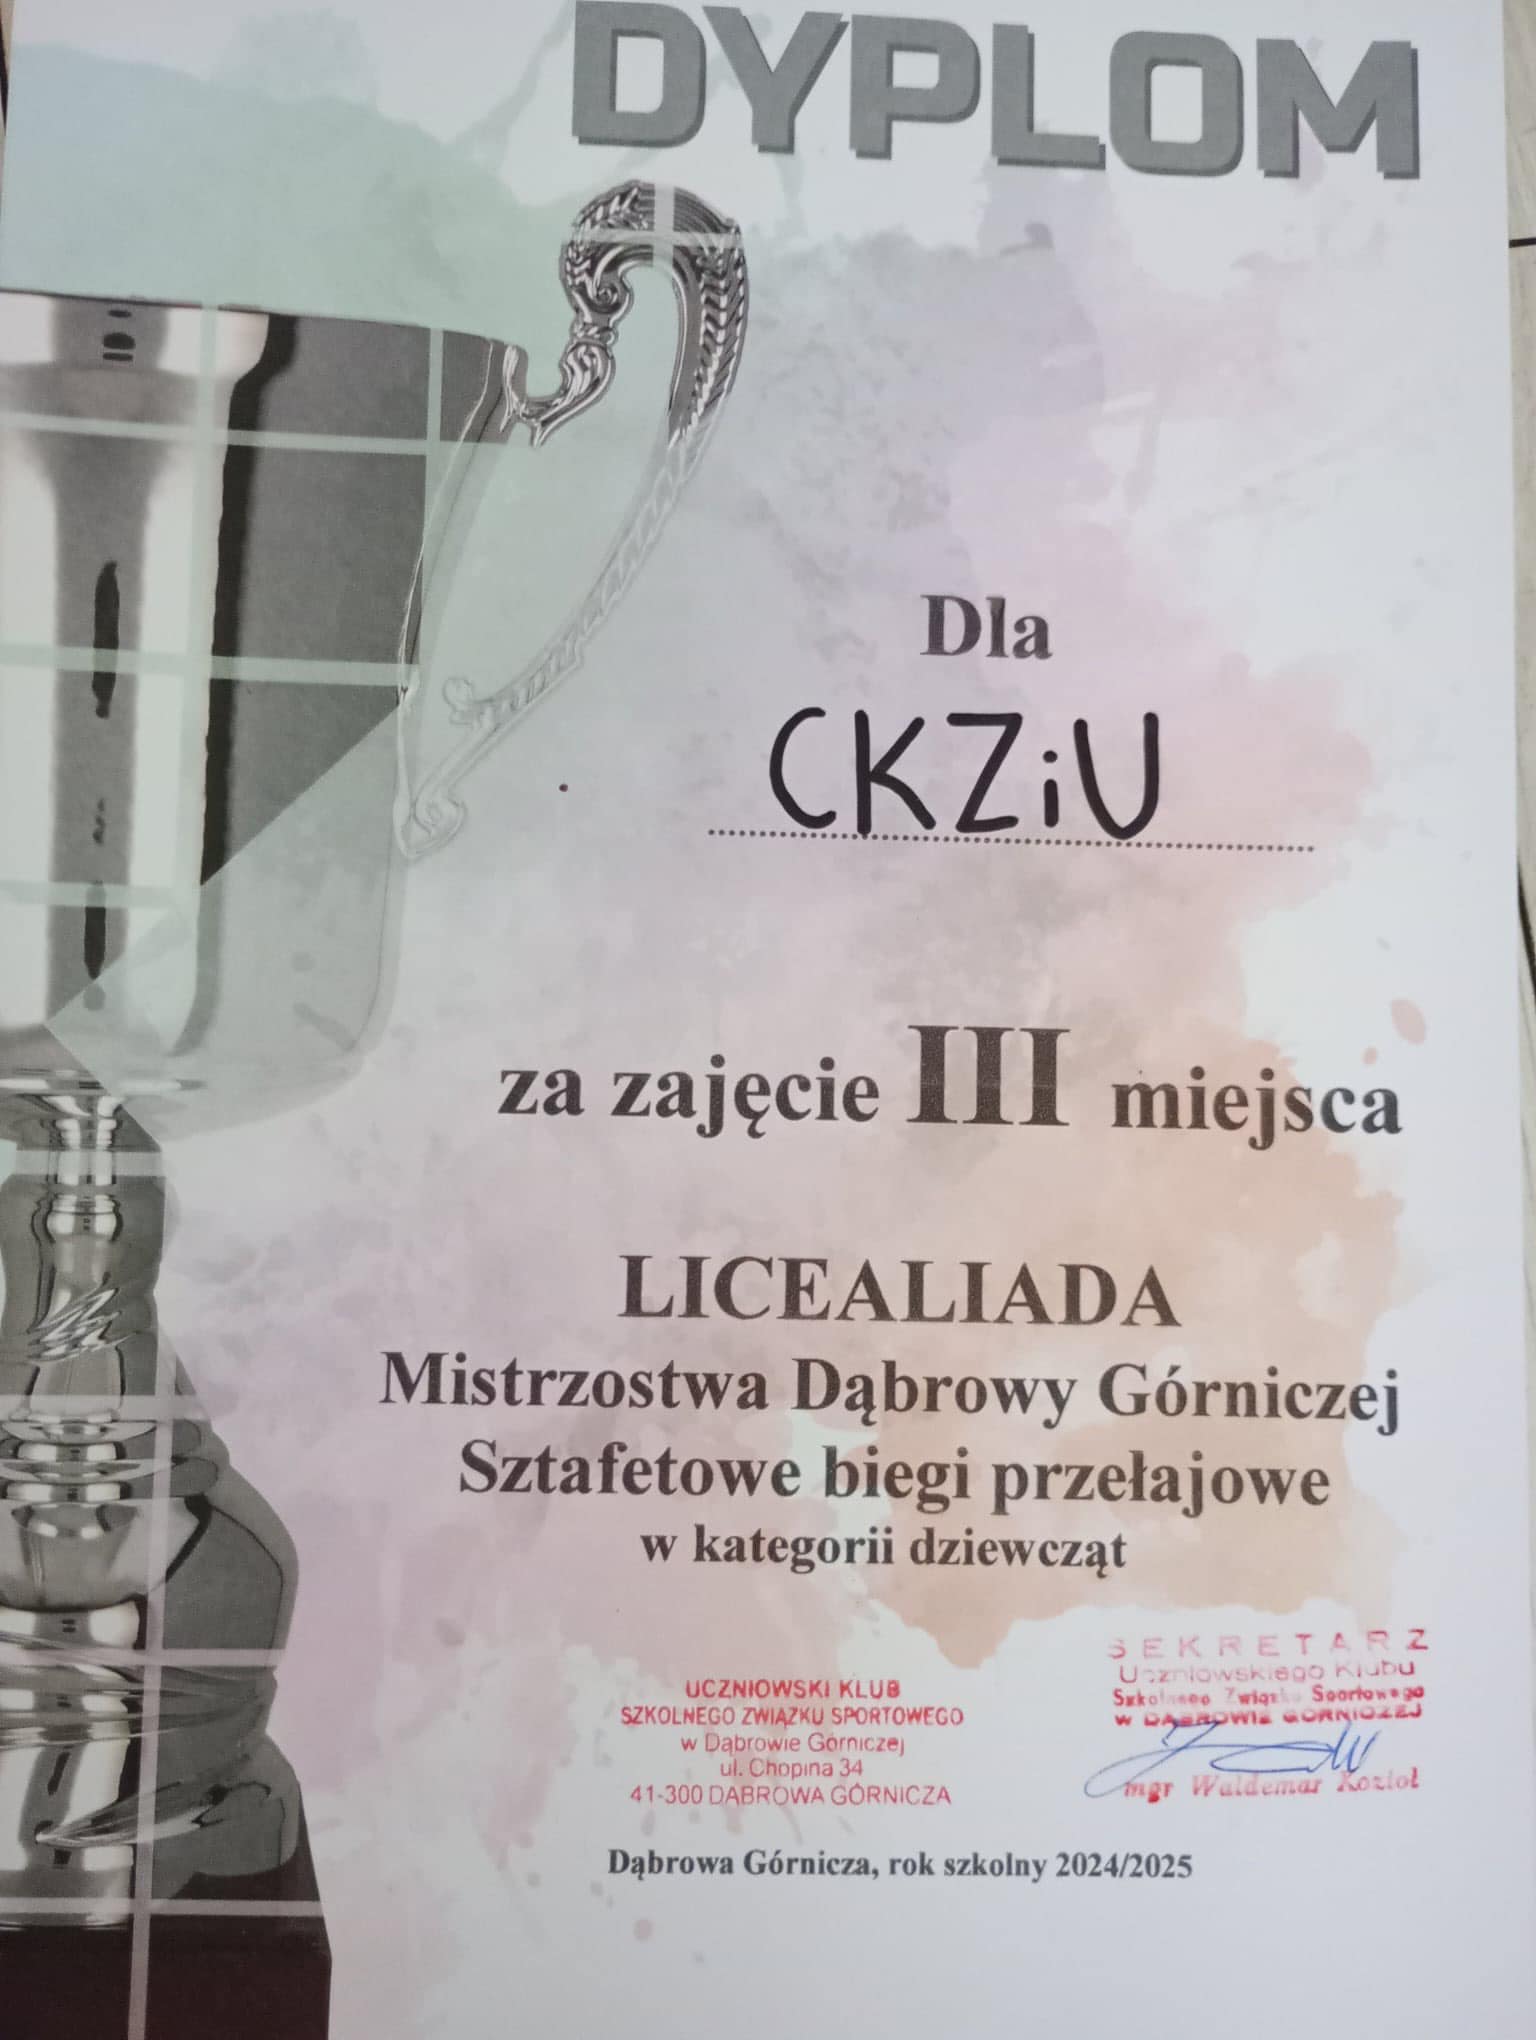 DYPLOM
Dla
CKZiU
za zajęcie III miejsca
LICEALIADA
Mistrzostwa Dąbrowy Górniczej
Sztafetowe biegi przełajowe
w kategorii dziewcząt
UCZNIOWSKI KLUB
SZKOLNEGO ZWIĄZKU SPORTOWEGO
w Dąbrowie Górniczej
ul. Chopina 34
41-300 DĄBROWA GÓRNICZA
SEKRETARZ
Uczniowskiego Klubu
Szkolnego Związku Sportowego
W DĄBROWIE GÓRNICZEJ
mgr Waldemar Kozioł
Dąbrowa Górnicza, rok szkolny 2024/2025